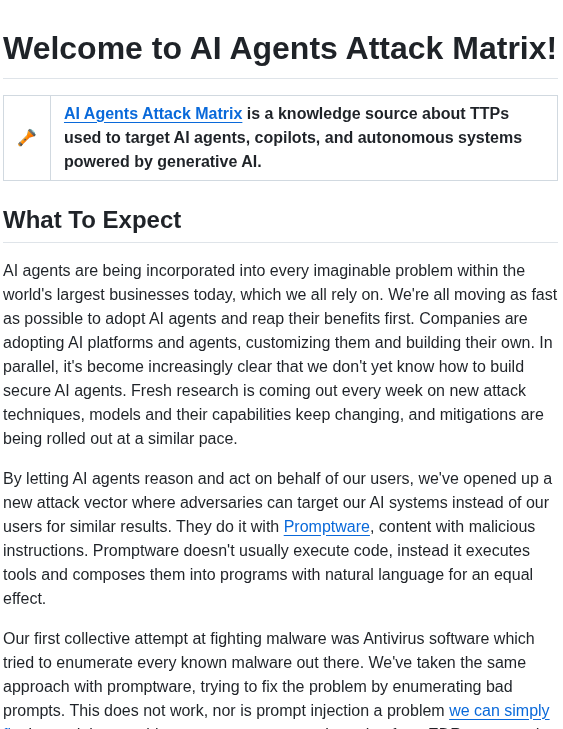 Welcome to AI Agents Attack Matrix!
AI Agents Attack Matrix is a knowledge source about TTPs
used to target AI agents, copilots, and autonomous systems
powered by generative AI.
What To Expect
AI agents are being incorporated into every imaginable problem within the
world's largest businesses today, which we all rely on. We're all moving as fast
as possible to adopt AI agents and reap their benefits first. Companies are
adopting AI platforms and agents, customizing them and building their own. In
parallel, it's become increasingly clear that we don't yet know how to build
secure AI agents. Fresh research is coming out every week on new attack
techniques, models and their capabilities keep changing, and mitigations are
being rolled out at a similar pace.
By letting AI agents reason and act on behalf of our users, we've opened up a
new attack vector where adversaries can target our AI systems instead of our
users for similar results. They do it with Promptware, content with malicious
instructions. Promptware doesn't usually execute code, instead it executes
tools and composes them into programs with natural language for an equal
effect.
Our first collective attempt at fighting malware was Antivirus software which
tried to enumerate every known malware out there. We've taken the same
approach with promptware, trying to fix the problem by enumerating bad
prompts. This does not work, nor is prompt injection a problem we can simply